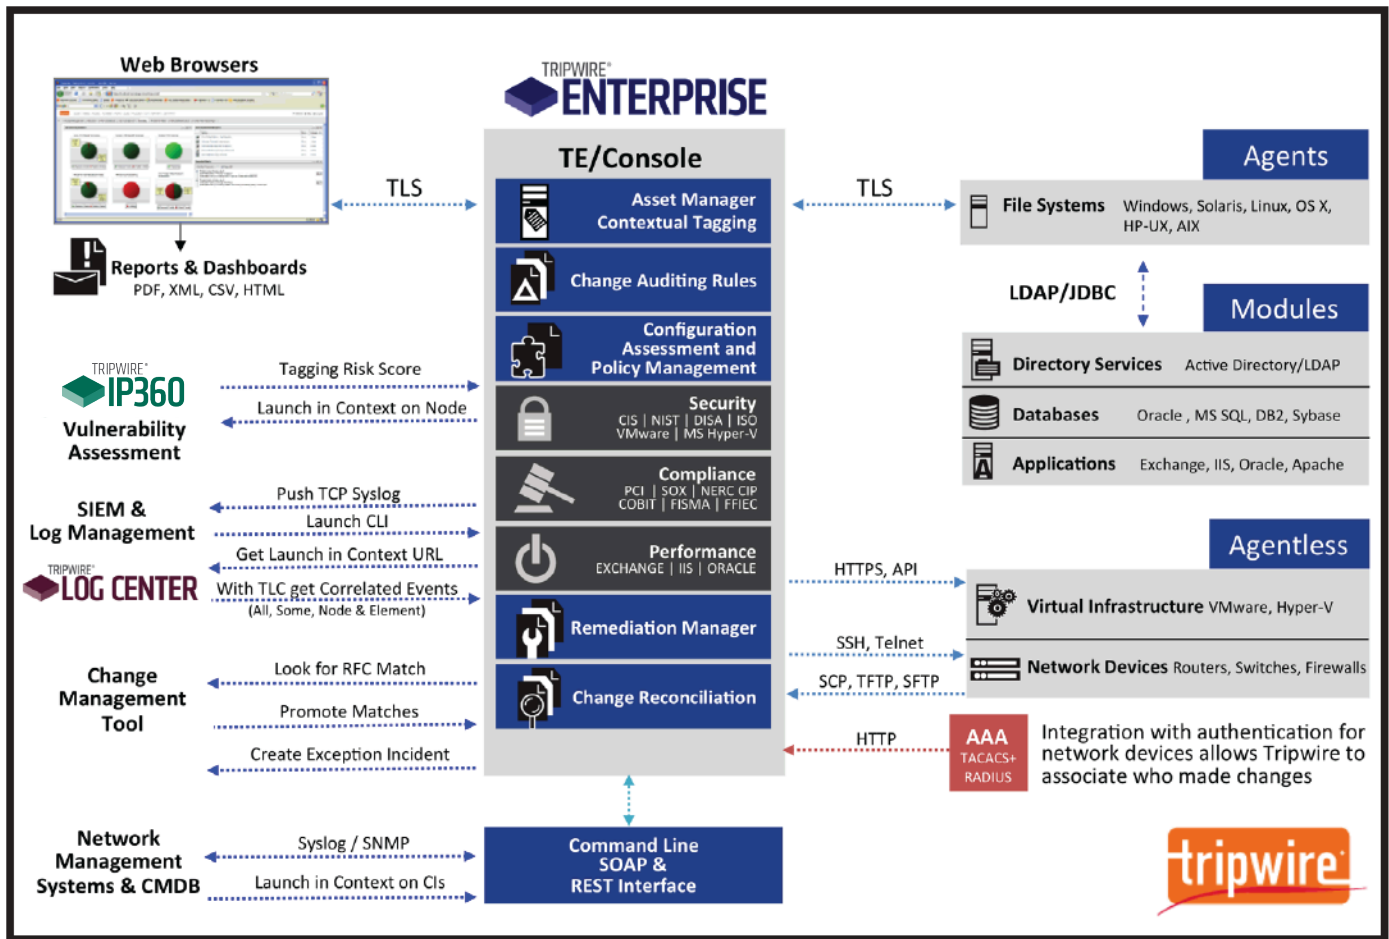 Web Browsers
TRIPWIRE®
ENTERPRISE
TE/Console
TLS
Reports & Dashboards
PDF, XML, CSV, HTML
Asset Manager
Contextual Tagging
Change Auditing Rules
Configuration
Assessment and
Policy Management
Security
CIS | NIST | DISA | ISO
VMware | MS Hyper-V
Compliance
PCI | SOX | NERC CIP
COBIT | FISMA | FFIEC
Performance
EXCHANGE | IIS | ORACLE
Remediation Manager
Change Reconciliation
TRIPWIRE®
IP360
Vulnerability
Assessment
Tagging Risk Score
Launch in Context on Node
SIEM &
Log Management
TRIPWIRE®
LOG CENTER
Push TCP Syslog
Launch CLI
Get Launch in Context URL
With TLC get Correlated Events
(All, Some, Node & Element)
Change
Management
Tool
Look for RFC Match
Promote Matches
Create Exception Incident
Network
Management
Systems & CMDB
Syslog / SNMP
Launch in Context on CIs
Command Line
SOAP &
REST Interface
TLS
Agents
File Systems Windows, Solaris, Linux, OS X,
HP-UX, AIX
LDAP/JDBC
Modules
Directory Services Active Directory/LDAP
Databases Oracle , MS SQL, DB2, Sybase
Applications Exchange, IIS, Oracle, Apache
Agentless
HTTPS, API
Virtual Infrastructure VMware, Hyper-V
SSH, Telnet
SCP, TFTP, SFTP
Network Devices Routers, Switches, Firewalls
HTTP
AAA
TACACS+
RADIUS
Integration with authentication for
network devices allows Tripwire to
associate who made changes
tripwire®